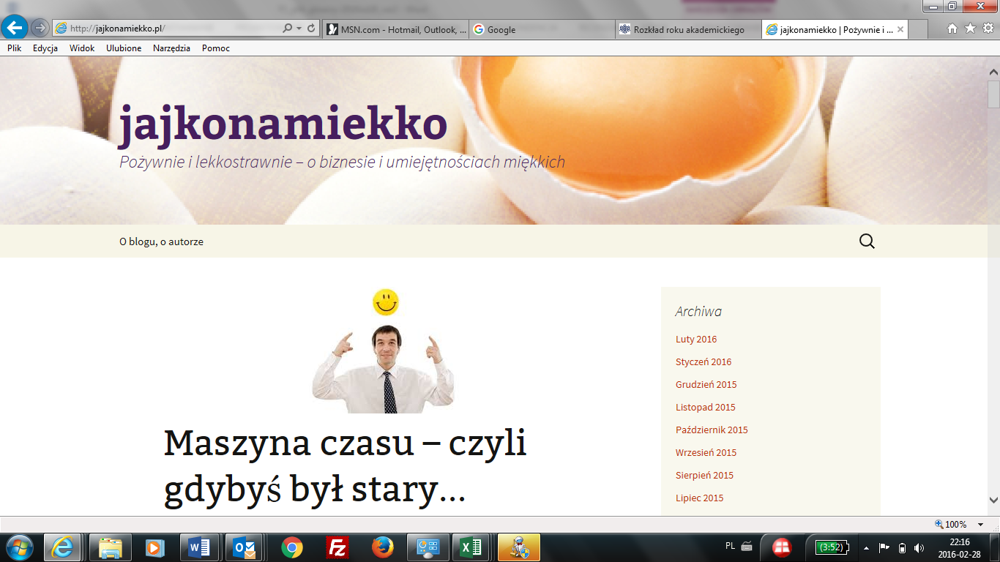 http://jajkonamiekko.pl/
MSN.com - Hotmail, Outlook, ...
Google
Rozkład roku akademickiego
jajkonamiekko | Pożywnie i ...
Plik Edycja Widok Ulubione Narzędzia Pomoc
jajkonamiekko
Pożywnie i lekkostrawnie – o biznesie i umiejętnościach miękkich
O blogu, o autorze
Maszyna czasu – czyli
gdybyś był stary...
Archiwa
Luty 2016
Styczeń 2016
Grudzień 2015
Listopad 2015
Październik 2015
Wrzesień 2015
Sierpień 2015
Lipiec 2015
100%
PL
(3:52)
22:16
2016-02-28